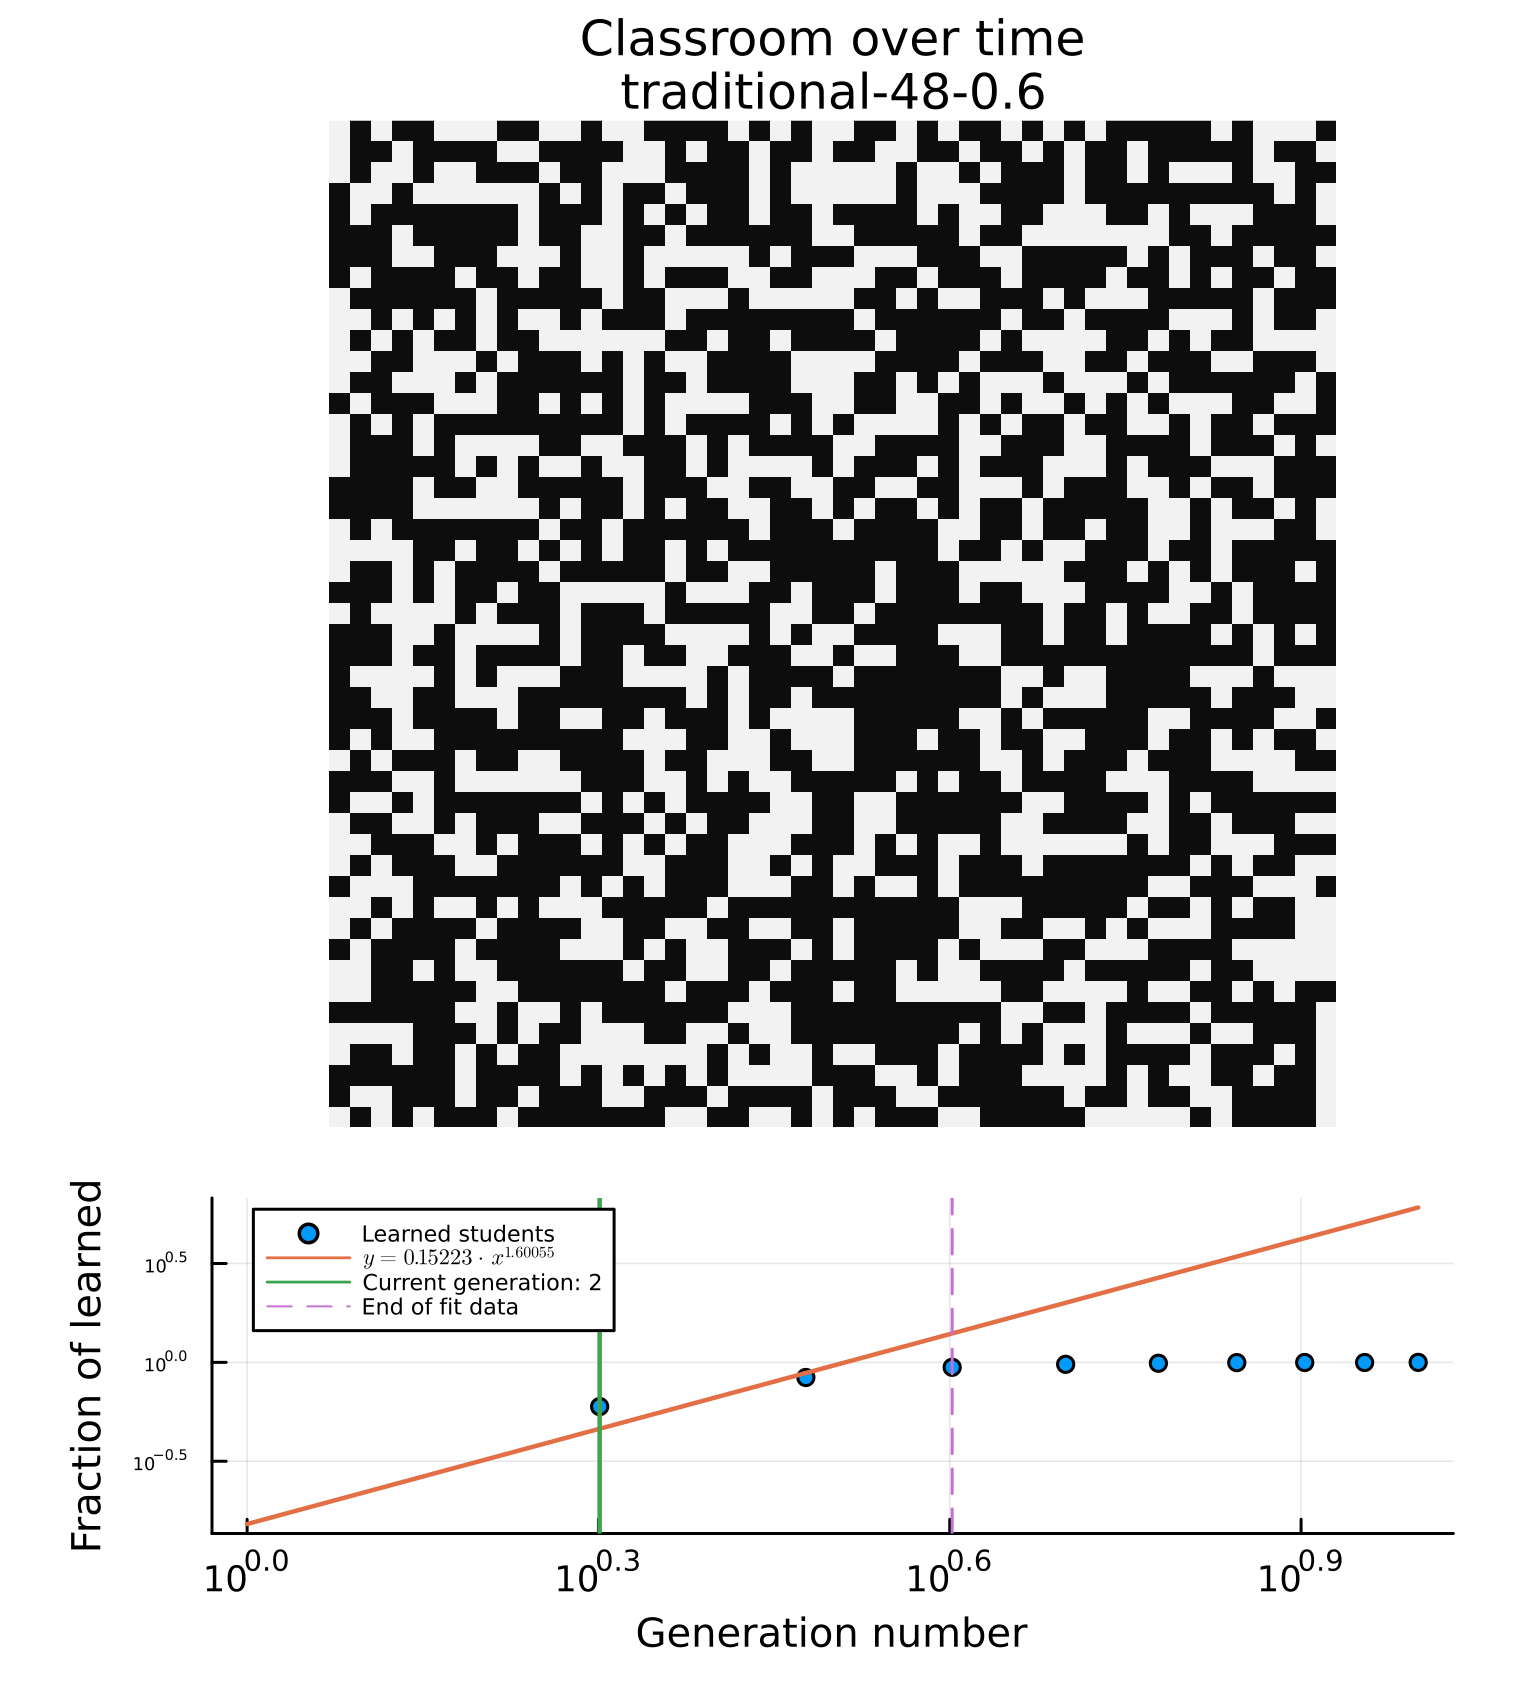 Classroom over time
traditional-48-0.6
Fraction of learned
10^0.5
10^0.0
10^−0.5
Learned students
y = 0.15223 · x^1.60055
Current generation: 2
End of fit data
10^0.0 10^0.3 10^0.6 10^0.9
Generation number